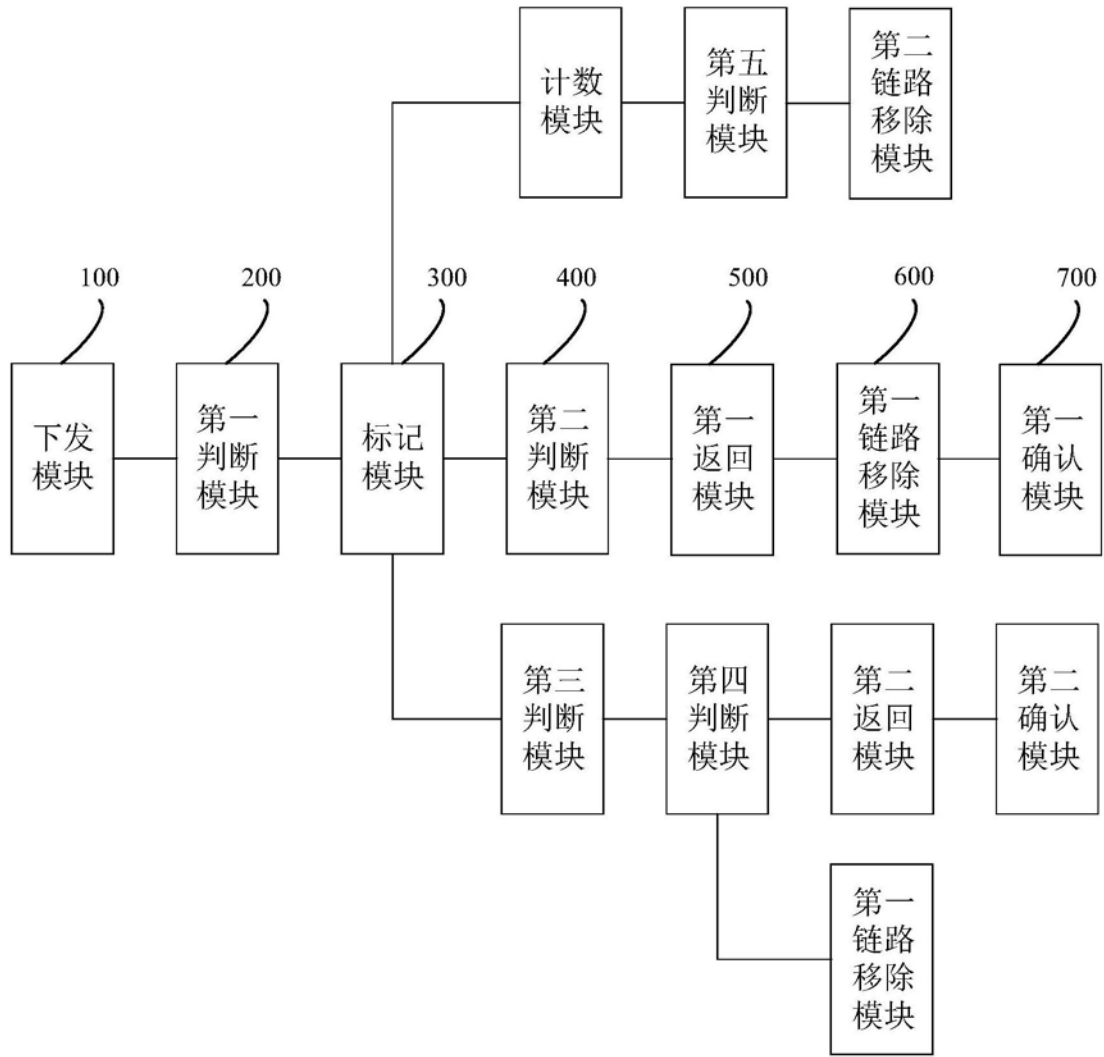 计数
模块
第五
判断
模块
第二
链路
移除
模块
100
200
300
400
500
600
700
下发
模块
第一
判断
模块
标记
模块
第二
判断
模块
第一
返回
模块
第一
链路
移除
模块
第一
确认
模块
第三
判断
模块
第四
判断
模块
第二
返回
模块
第二
确认
模块
第一
链路
移除
模块